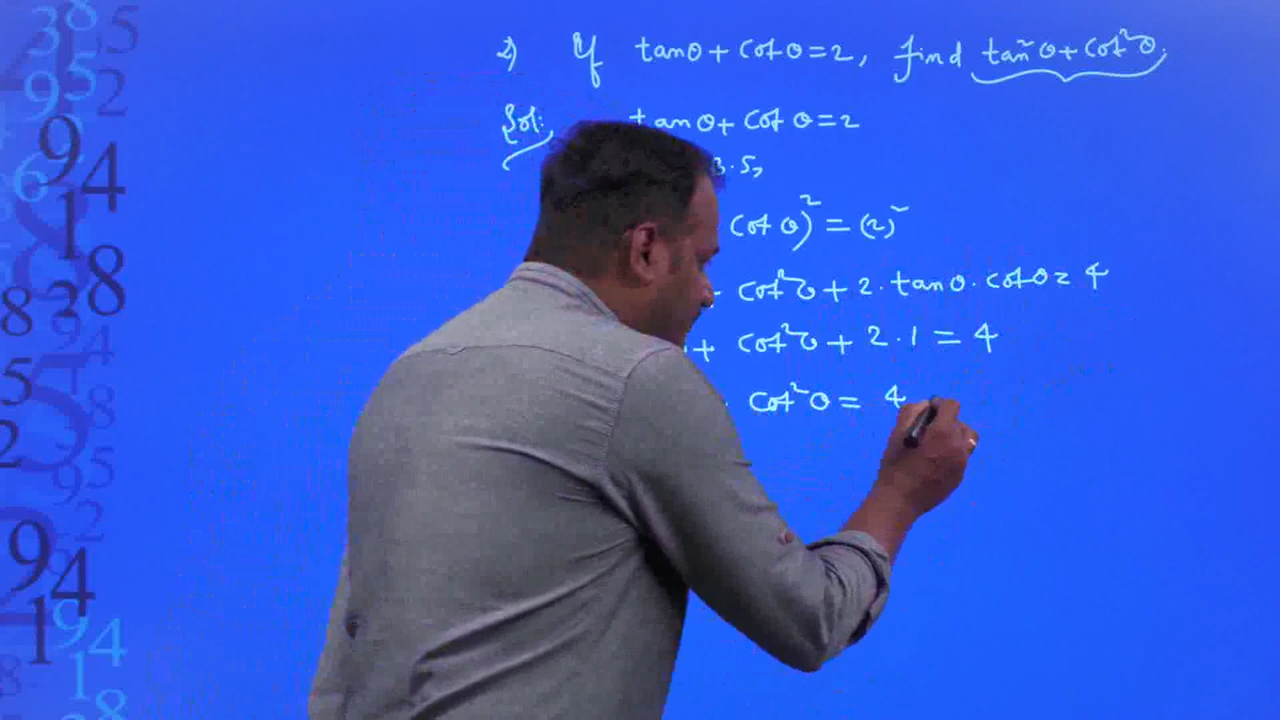 2) If tanθ + cotθ = 2, find tan²θ + cot²θ.
Sol: tanθ + cotθ = 2
B.S,
cotθ)² = (2)²
cot²θ + 2·tanθ·cotθ = 4
+ cot²θ + 2·1 = 4
cot²θ = 4